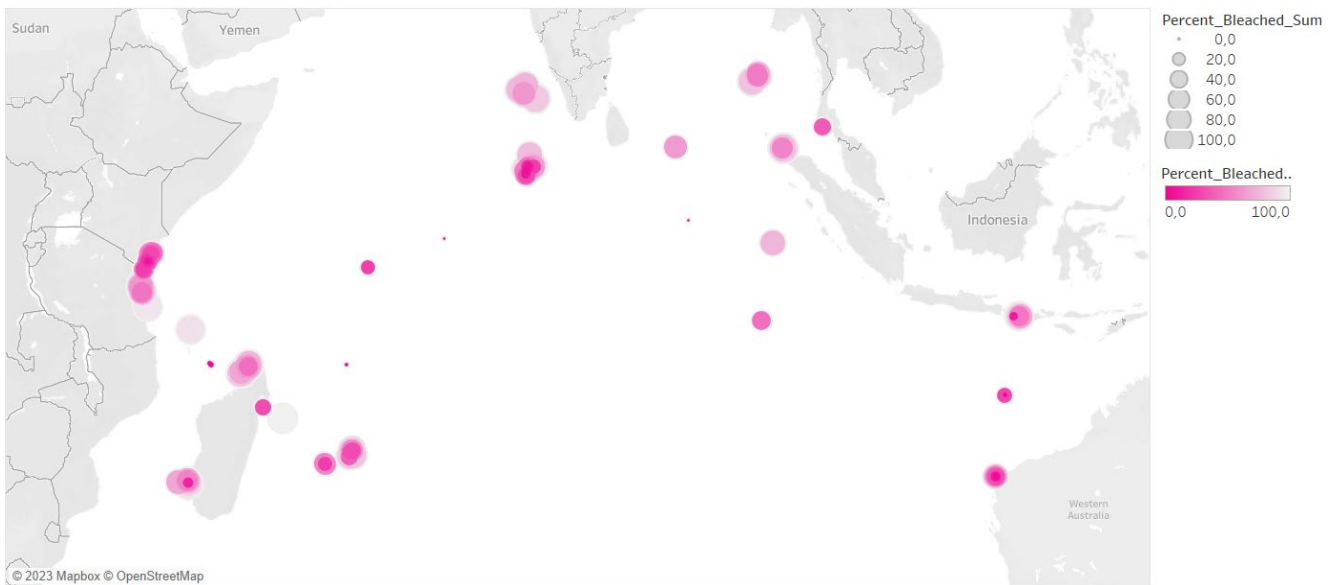 Sudan
Yemen
Indonesia
Western
Australia
© 2023 Mapbox © OpenStreetMap
Percent_Bleached_Sum
0,0
20,0
40,0
60,0
80,0
100,0
Percent_Bleached..
0,0 100,0